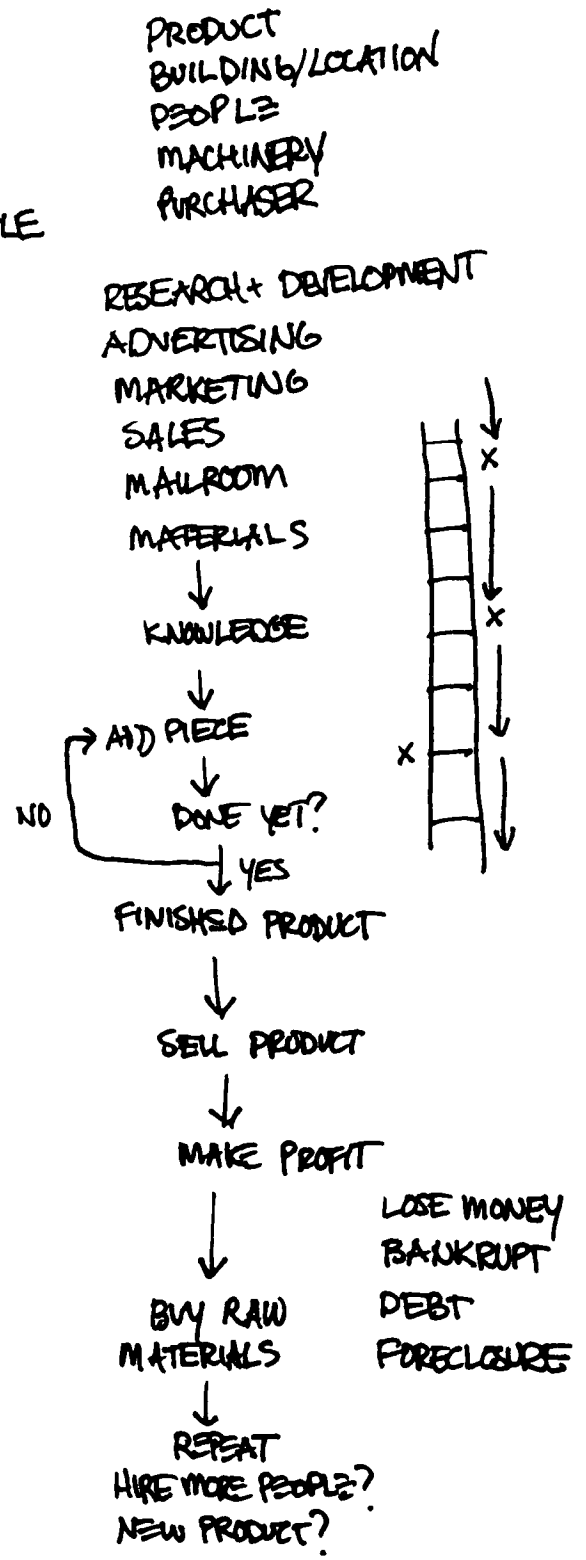 PRODUCT
BUILDING/LOCATION
PEOPLE
MACHINERY
PURCHASER
LE
RESEARCH + DEVELOPMENT
ADVERTISING
MARKETING
SALES
MAILROOM
MATERIALS
X
KNOWLEDGE
X
ADD PIECE
X
NO
DONE YET?
YES
FINISHED PRODUCT
SELL PRODUCT
MAKE PROFIT
LOSE MONEY
BANKRUPT
DEBT
FORECLOSURE
BUY RAW
MATERIALS
REPEAT
HIRE MORE PEOPLE?
NEW PRODUCT?